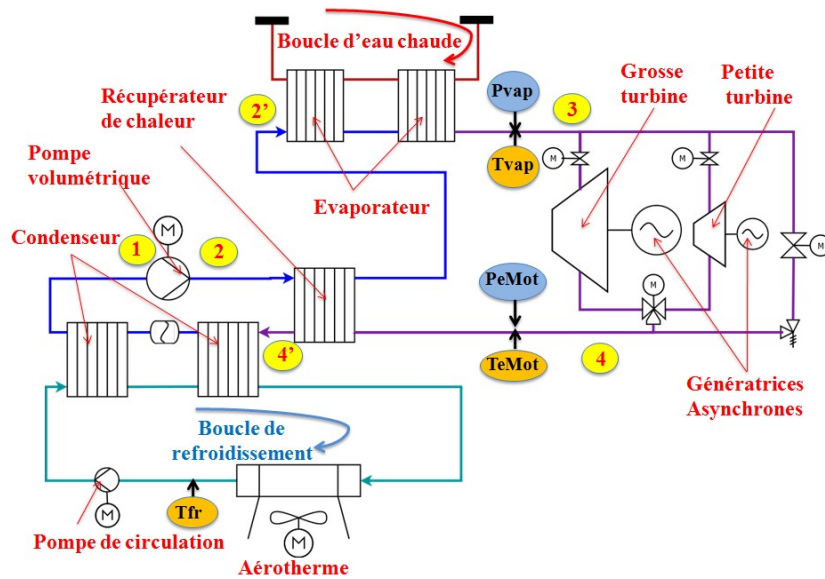 Boucle d'eau chaude
Grosse
turbine
Petite
turbine
Récupérateur
de chaleur
2'
Pvap
3
Tvap
M
M
Pompe
volumétrique
Evaporateur
M
M
Condenseur
1
2
PeMot
M
4'
TeMot
4
Génératrices
Asynchrones
Boucle de
refroidissement
Tfr
M
M
Pompe de circulation
Aérotherme